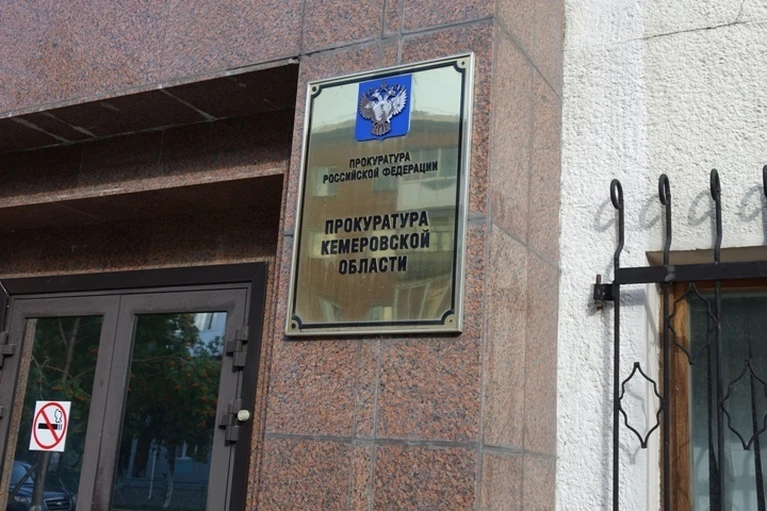 ПРОКУРАТУРА
РОССИЙСКОЙ ФЕДЕРАЦИИ
ПРОКУРАТУРА
КЕМЕРОВСКОЙ
ОБЛАСТИ